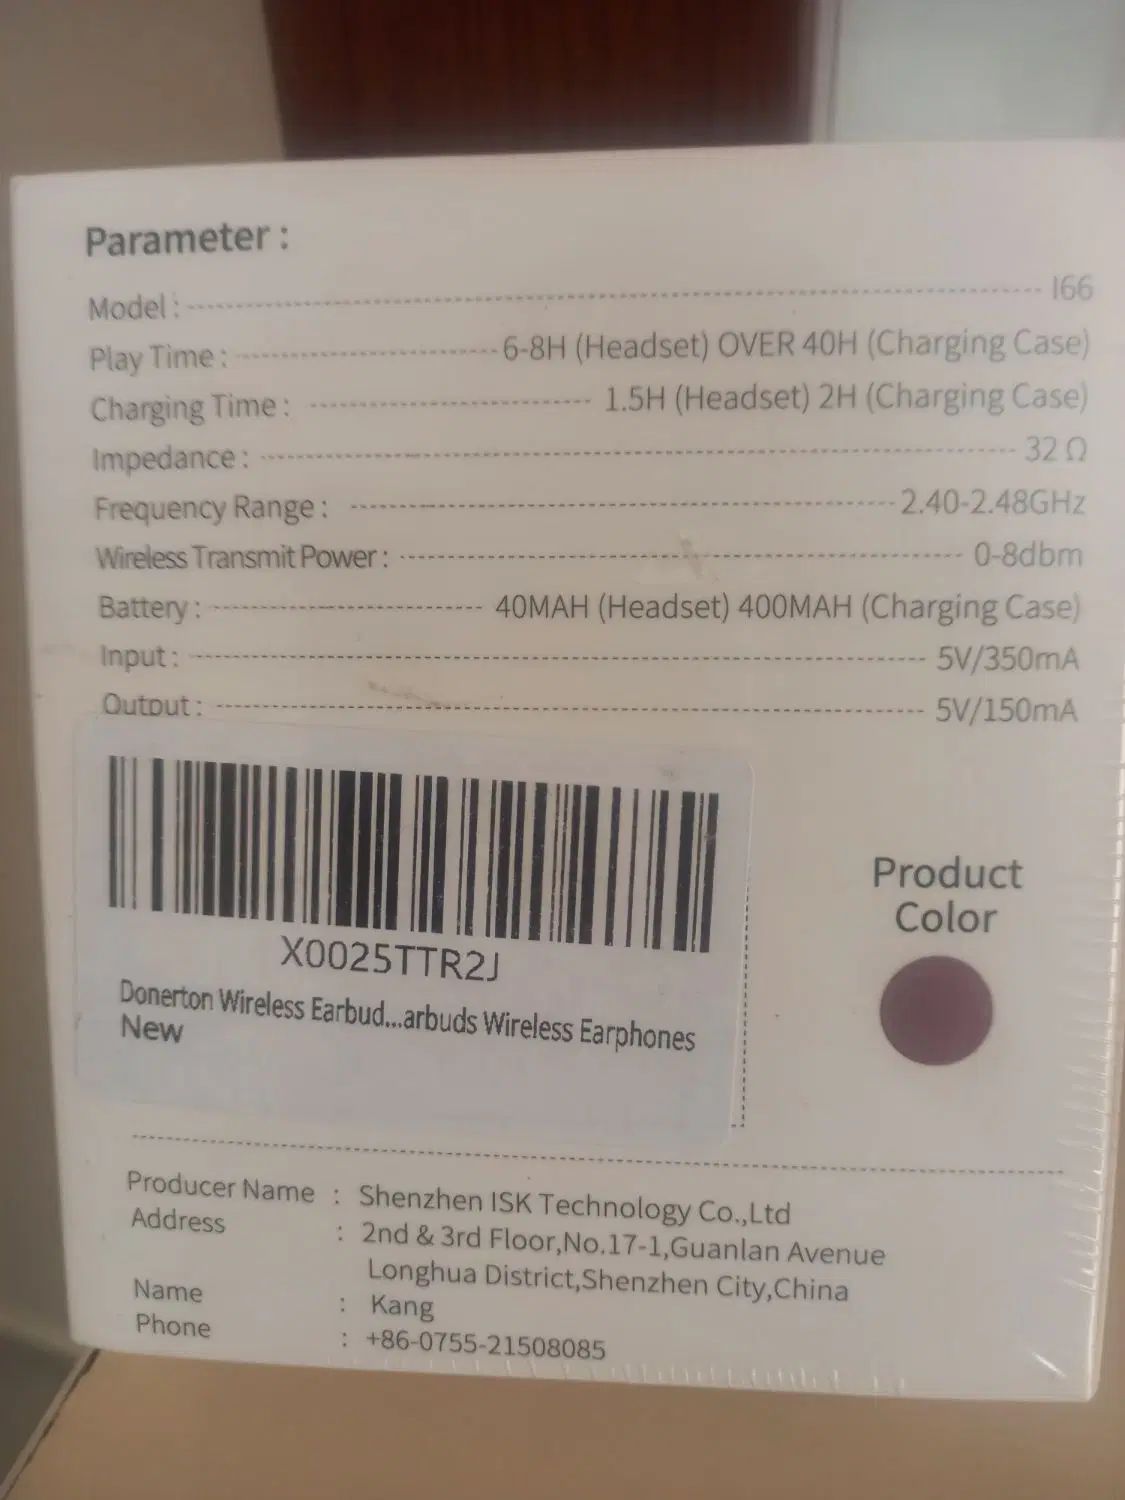 Parameter :
Model : I66
Play Time : 6-8H (Headset) OVER 40H (Charging Case)
Charging Time : 1.5H (Headset) 2H (Charging Case)
Impedance : 32 Ω
Frequency Range : 2.40-2.48GHz
Wireless Transmit Power : 0-8dbm
Battery : 40MAH (Headset) 400MAH (Charging Case)
Input : 5V/350mA
Output : 5V/150mA
X0025TTR2J
Donerton Wireless Earbud...arbuds Wireless Earphones
New
Product
Color
Producer Name : Shenzhen ISK Technology Co.,Ltd
Address : 2nd & 3rd Floor,No.17-1,Guanlan Avenue
Longhua District,Shenzhen City,China
Name : Kang
Phone : +86-0755-21508085